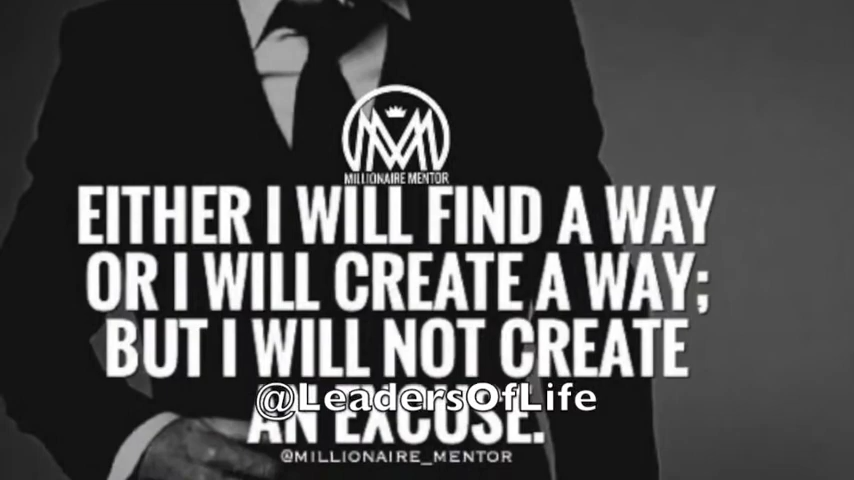 MILLIONAIRE MENTOR
EITHER I WILL FIND A WAY
OR I WILL CREATE A WAY;
BUT I WILL NOT CREATE
@LeadersOfLife
AN EXCUSE.
@MILLIONAIRE_MENTOR